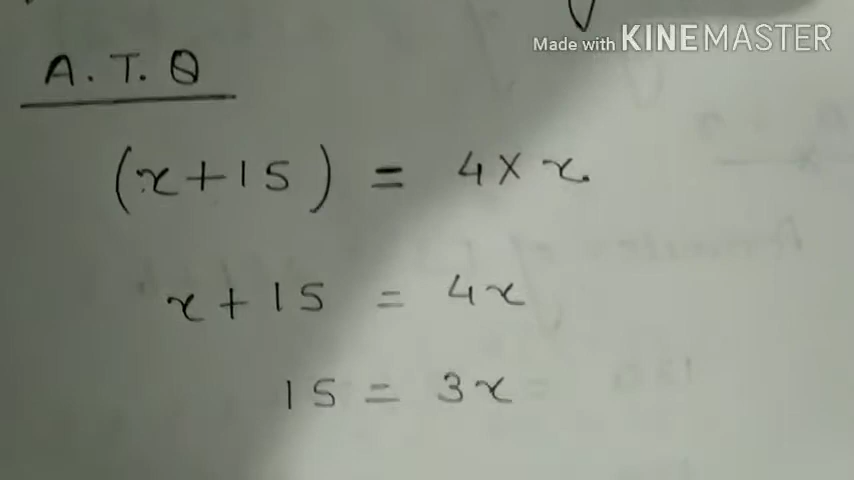 Made with KINEMASTER
A.T.Q
(x+15) = 4×x.
x+15 = 4x
15 = 3x